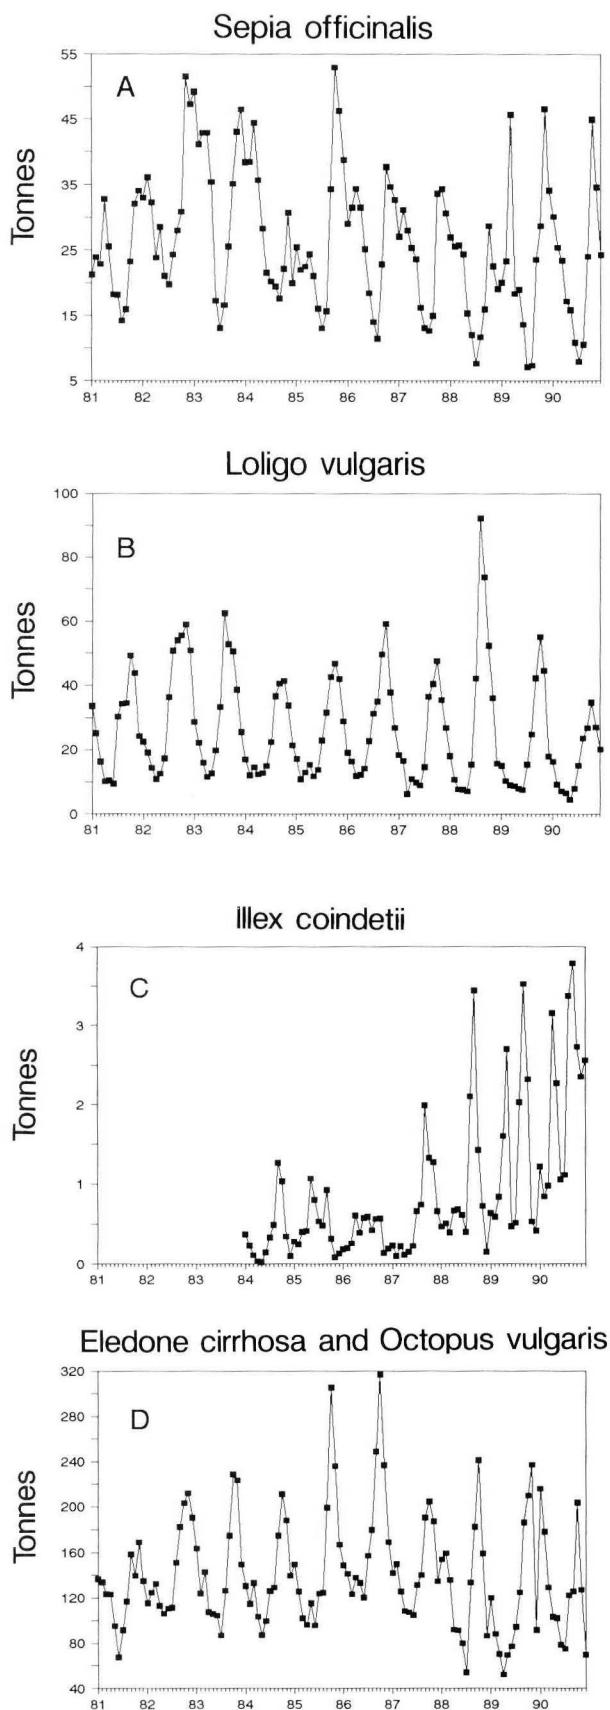 Sepia officinalis
55
45
35
25
15
5
A
Tonnes
81 82 83 84 85 86 87 88 89 90
Loligo vulgaris
100
80
60
40
20
0
B
Tonnes
81 82 83 84 85 86 87 88 89 90
Illex coindetii
4
3
2
1
0
C
Tonnes
81 82 83 84 85 86 87 88 89 90
Eledone cirrhosa and Octopus vulgaris
320
280
240
200
160
120
80
40
D
Tonnes
81 82 83 84 85 86 87 88 89 90